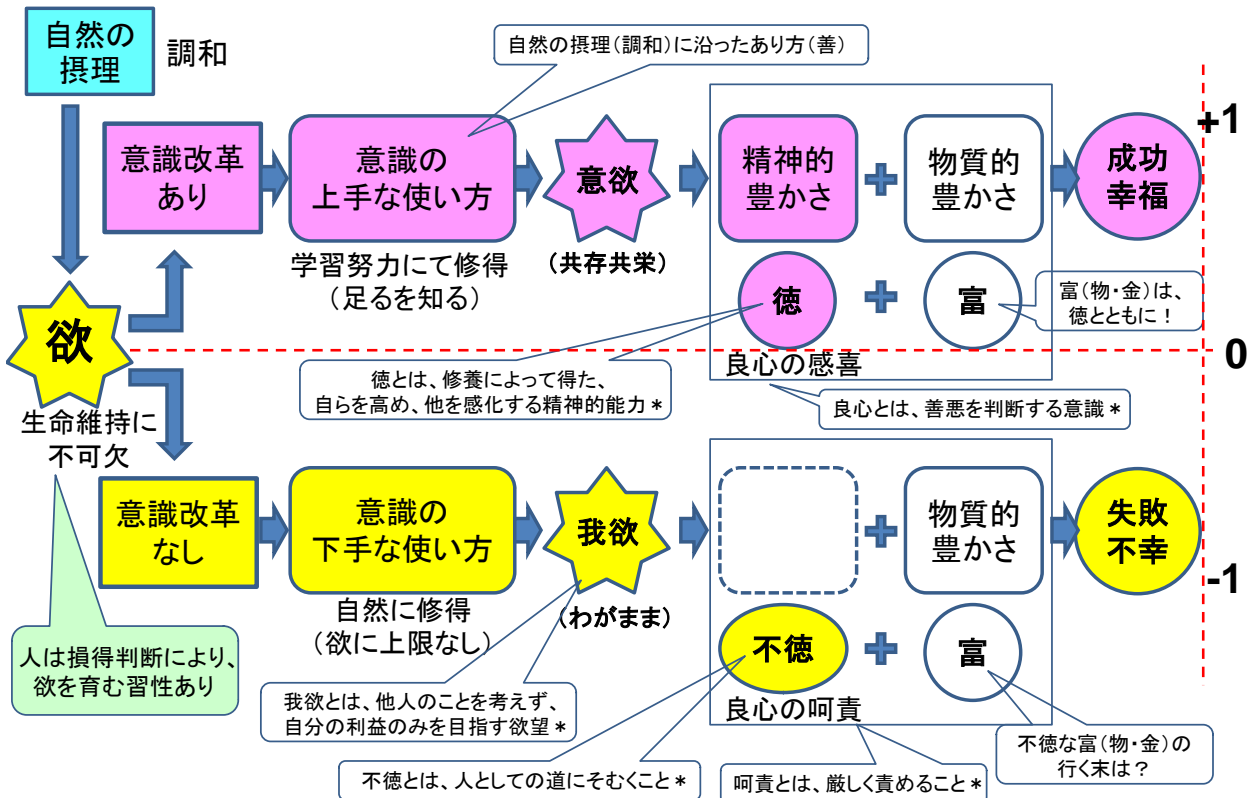 自然の
摂理
調和
自然の摂理(調和)に沿ったあり方(善)
+1
意識改革
あり
意識の
上手な使い方
意欲
精神的
豊かさ
物質的
豊かさ
成功
幸福
学習努力にて修得
(足るを知る)
(共存共栄)
徳
富
富(物・金)は、
徳とともに!
欲
生命維持に
不可欠
0
良心の感喜
徳とは、修養によって得た、
自らを高め、他を感化する精神的能力*
良心とは、善悪を判断する意識*
意識改革
なし
意識の
下手な使い方
我欲
物質的
豊かさ
失敗
不幸
-1
自然に修得
(欲に上限なし)
(わがまま)
不徳
富
良心の呵責
人は損得判断により、
欲を育む習性あり
我欲とは、他人のことを考えず、
自分の利益のみを目指す欲望*
不徳とは、人としての道にそむくこと*
呵責とは、厳しく責めること*
不徳な富(物・金)の
行く末は?